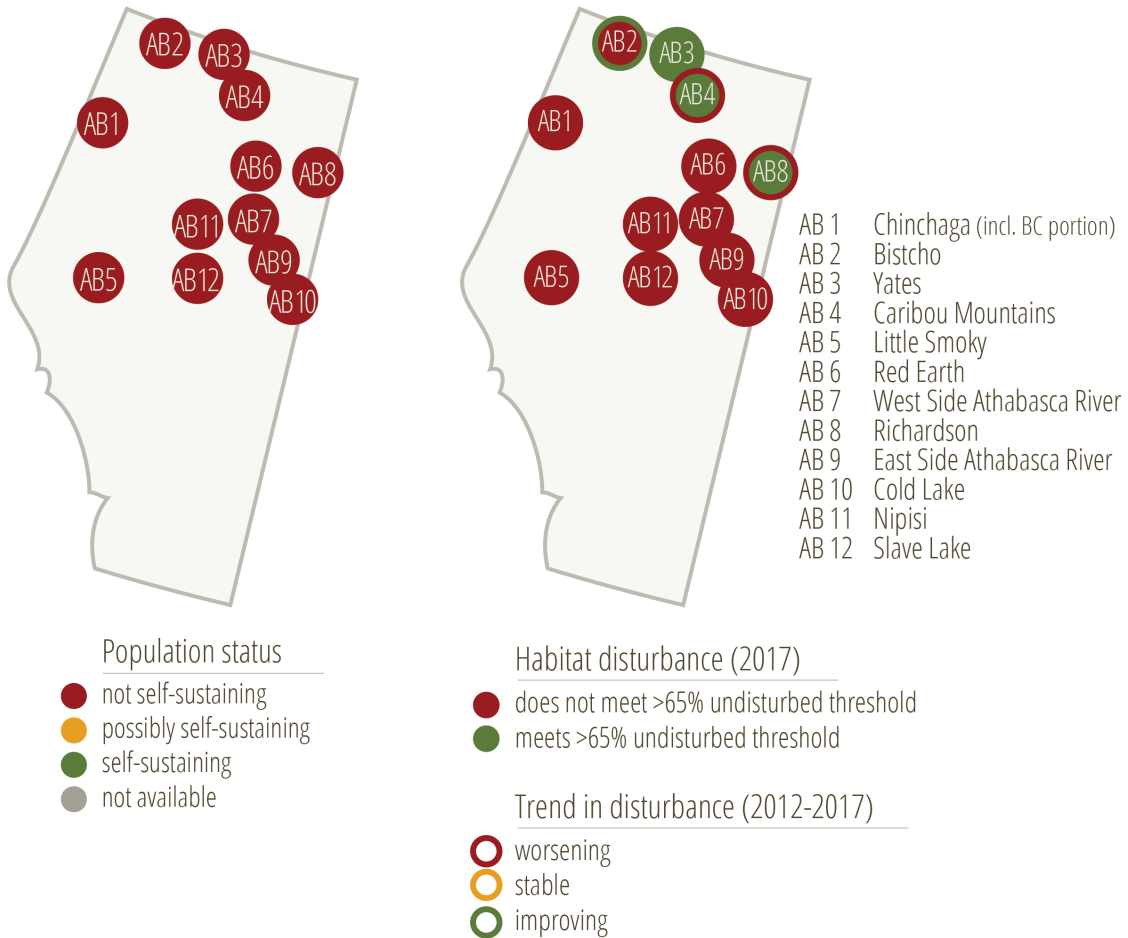 AB2
AB3
AB4
AB1
AB6
AB8
AB11
AB7
AB9
AB5
AB12
AB10
AB2
AB3
AB4
AB1
AB6
AB8
AB11
AB7
AB9
AB5
AB12
AB10
AB 1 Chinchaga (incl. BC portion)
AB 2 Bistcho
AB 3 Yates
AB 4 Caribou Mountains
AB 5 Little Smoky
AB 6 Red Earth
AB 7 West Side Athabasca River
AB 8 Richardson
AB 9 East Side Athabasca River
AB 10 Cold Lake
AB 11 Nipisi
AB 12 Slave Lake
Population status
not self-sustaining
possibly self-sustaining
self-sustaining
not available
Habitat disturbance (2017)
does not meet >65% undisturbed threshold
meets >65% undisturbed threshold
Trend in disturbance (2012-2017)
worsening
stable
improving